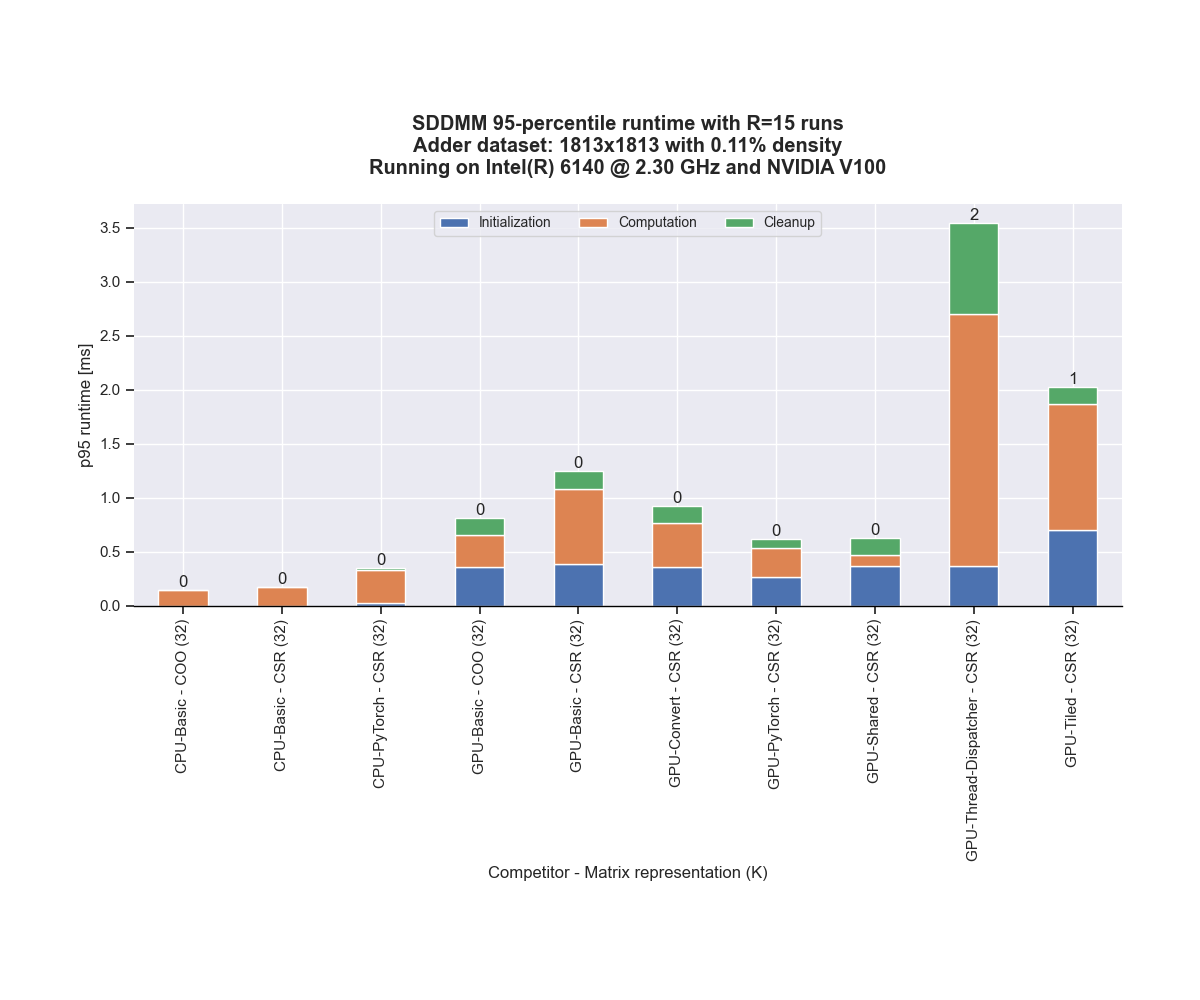 SDDMM 95-percentile runtime with R=15 runs
Adder dataset: 1813x1813 with 0.11% density
Running on Intel(R) 6140 @ 2.30 GHz and NVIDIA V100
Initialization Computation Cleanup
p95 runtime [ms]
3.5
3.0
2.5
2.0
1.5
1.0
0.5
0.0
0
0
0
0
0
0
0
0
2
1
CPU-Basic - COO (32)
CPU-Basic - CSR (32)
CPU-PyTorch - CSR (32)
GPU-Basic - COO (32)
GPU-Basic - CSR (32)
GPU-Convert - CSR (32)
GPU-PyTorch - CSR (32)
GPU-Shared - CSR (32)
GPU-Thread-Dispatcher - CSR (32)
GPU-Tiled - CSR (32)
Competitor - Matrix representation (K)